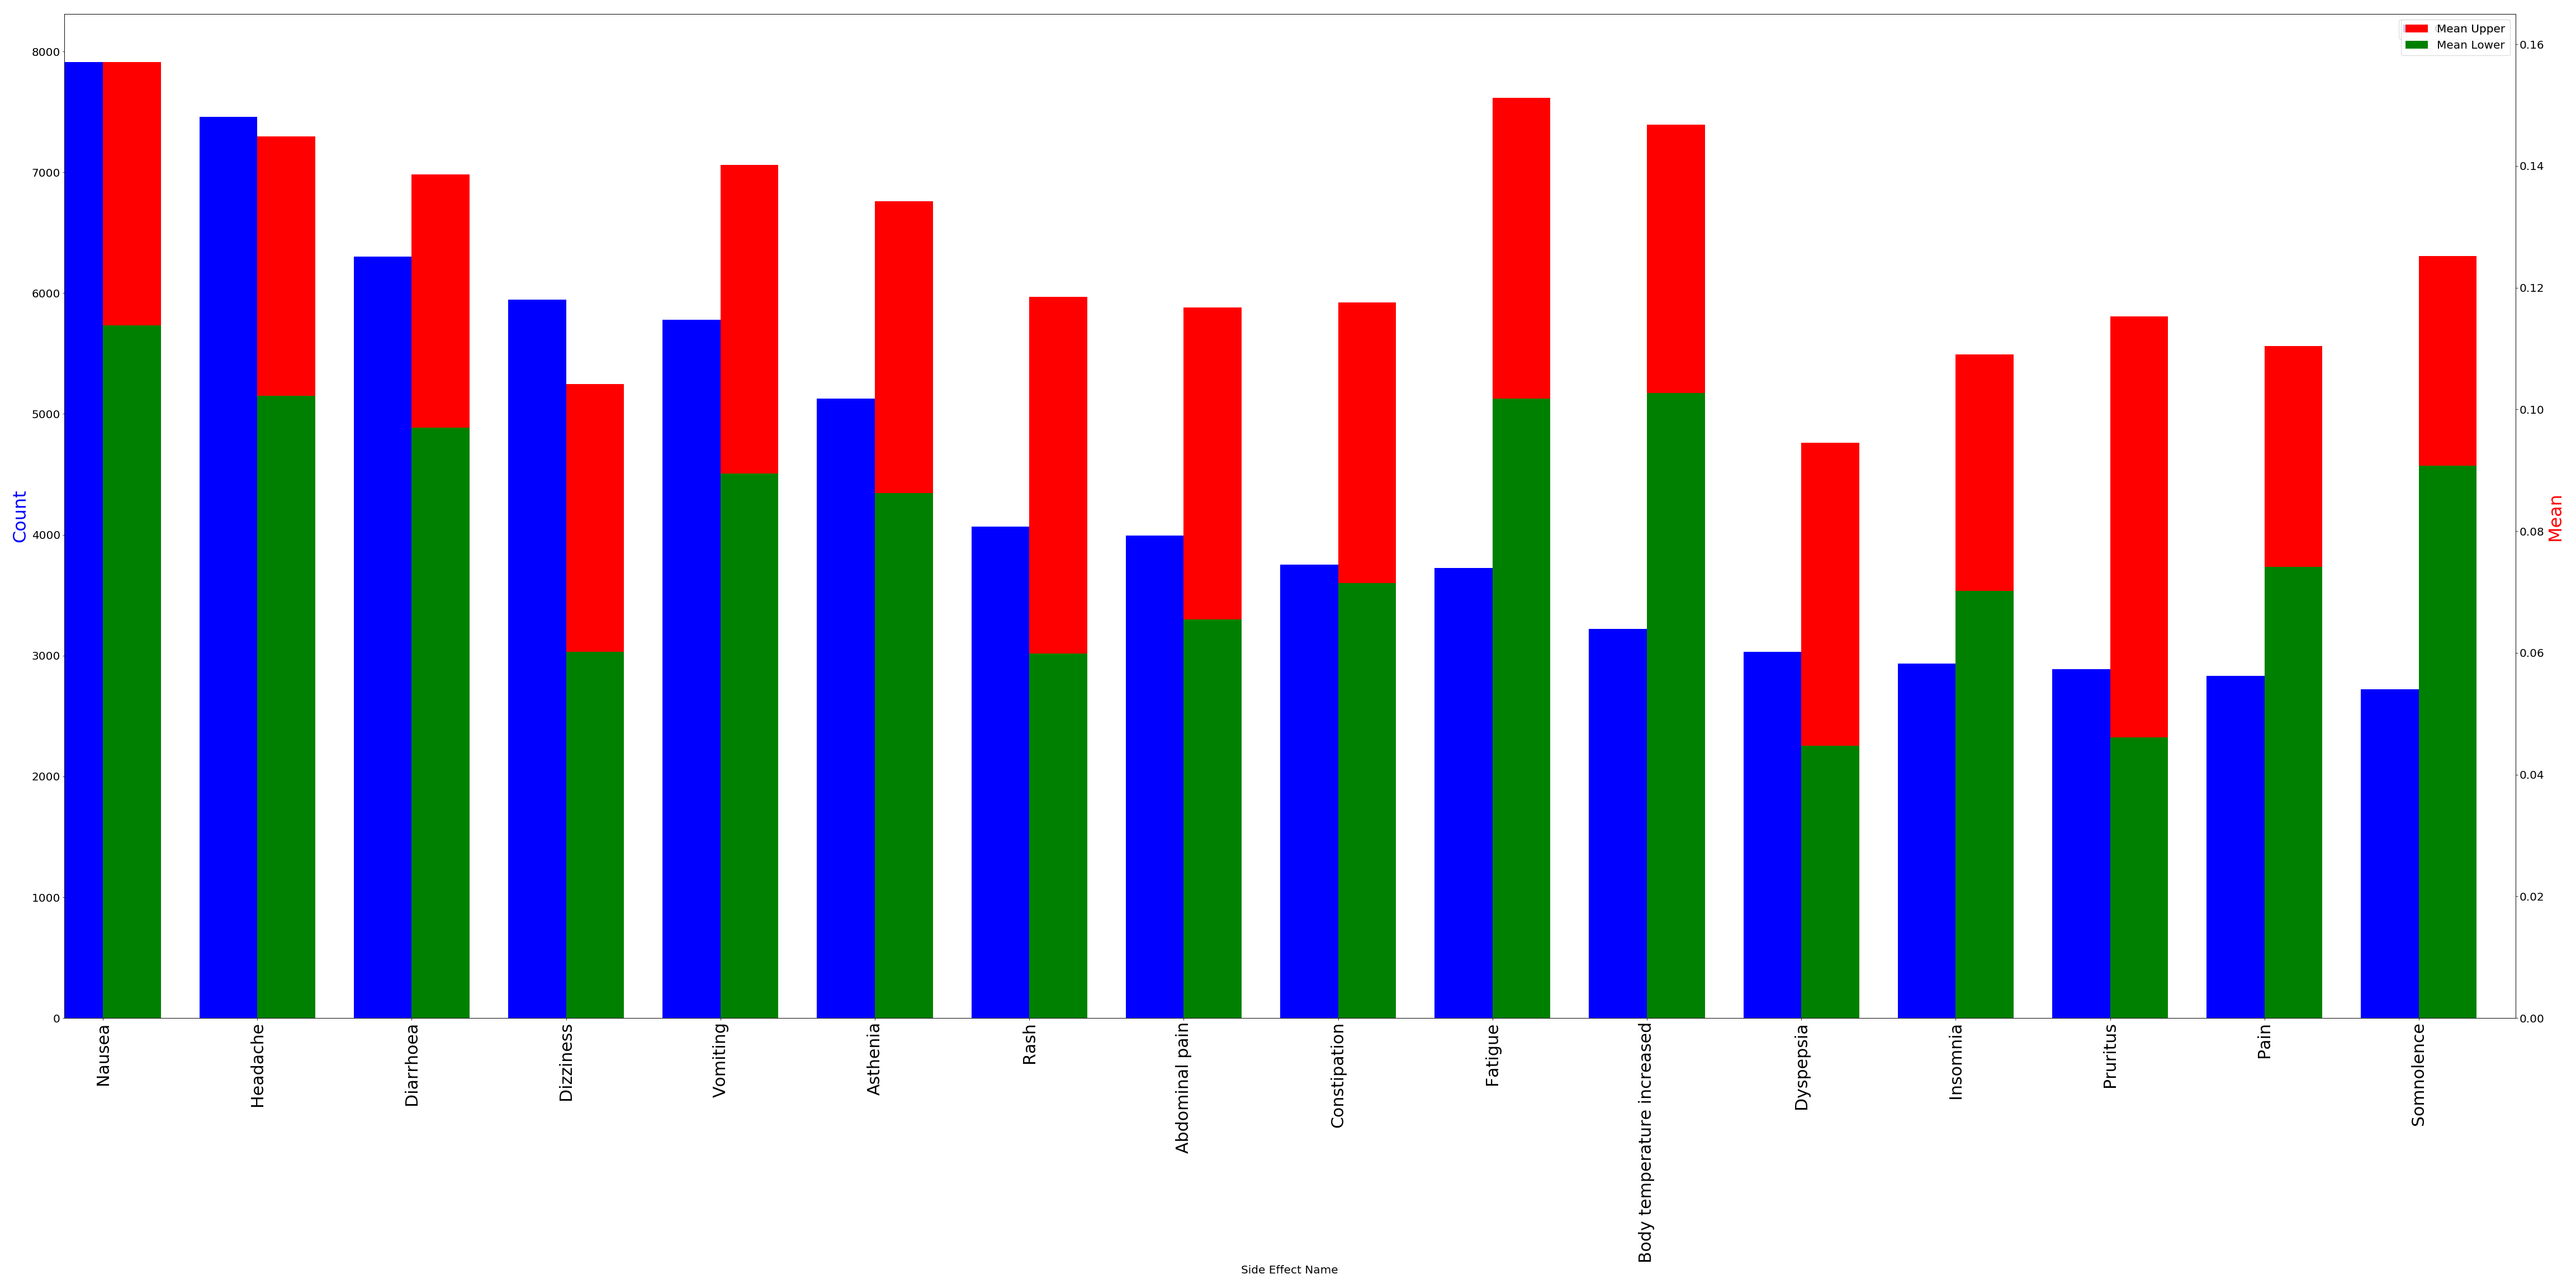 Mean Upper
Mean Lower
8000
7000
6000
5000
4000
3000
2000
1000
0
Count
0.16
0.14
0.12
0.10
0.08
0.06
0.04
0.02
0.00
Mean
Nausea
Headache
Diarrhoea
Dizziness
Vomiting
Asthenia
Rash
Abdominal pain
Constipation
Fatigue
Body temperature increased
Dyspepsia
Insomnia
Pruritus
Pain
Somnolence
Side Effect Name